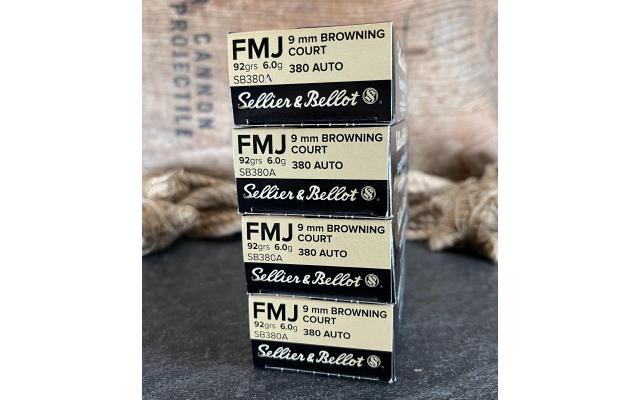 CANNON
PROJECTILE
FMJ 9 mm BROWNING
COURT
92grs 6.0g 380 AUTO
SB380A
Sellier & Bellot S&B
FMJ 9 mm BROWNING
COURT
92grs 6.0g 380 AUTO
SB380A
Sellier & Bellot S&B
FMJ 9 mm BROWNING
COURT
92grs 6.0g 380 AUTO
SB380A
Sellier & Bellot S&B
FMJ 9 mm BROWNING
COURT
92grs 6.0g 380 AUTO
SB380A
Sellier & Bellot S&B